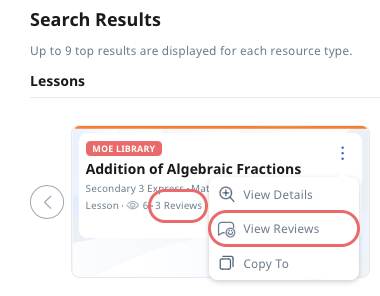 Search Results
Up to 9 top results are displayed for each resource type.
Lessons
MOE LIBRARY
Addition of Algebraic Fractions
Secondary 3 Express · Mat
Lesson · 6 · 3 Reviews
View Details
View Reviews
Copy To